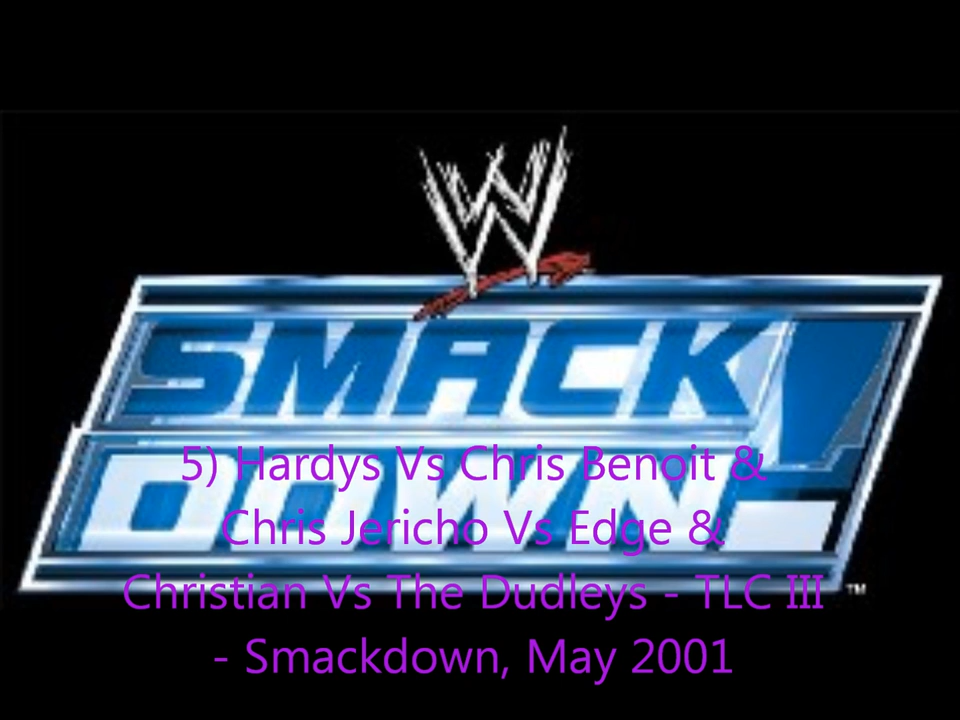 W
SMACK
DOWN!
™
5) Hardys Vs Chris Benoit &
Chris Jericho Vs Edge &
Christian Vs The Dudleys - TLC III
- Smackdown, May 2001